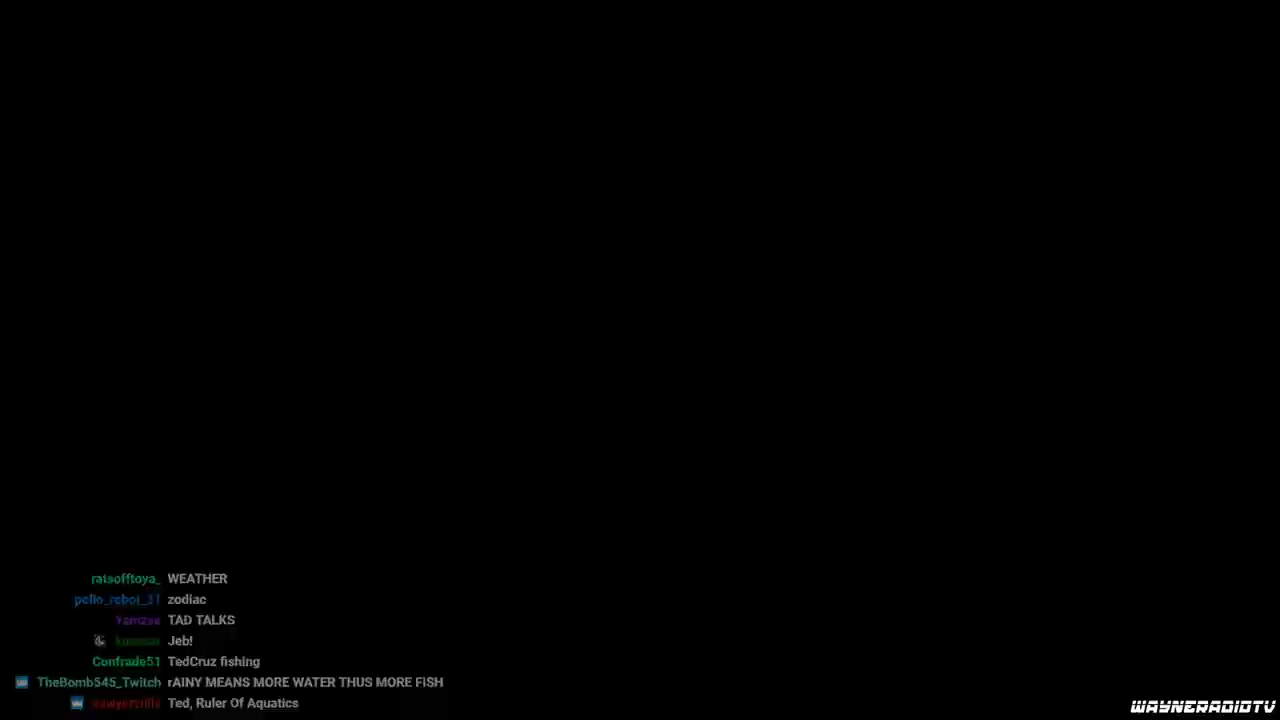 ratsofftoya_ WEATHER
zodiac
TAD TALKS
Jeb!
Confrade51 TedCruz fishing
TheBomb545_Twitch rAINY MEANS MORE WATER THUS MORE FISH
Ted, Ruler Of Aquatics
WAYNERADIOTV